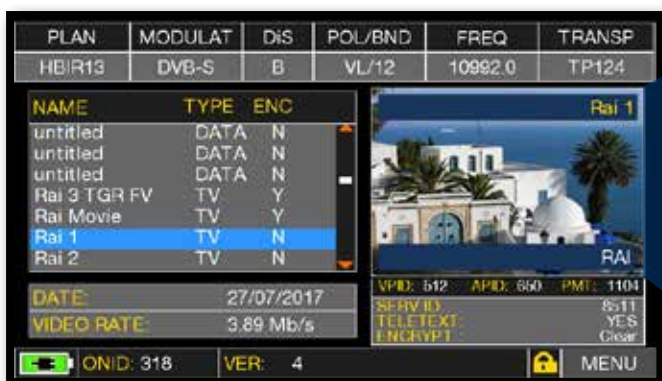 PLAN MODULAT DiS POL/BND FREQ TRANSP
HBIR13 DVB-S B VL/12 10992.0 TP124
NAME TYPE ENC
untitled DATA N
untitled DATA N
untitled DATA N
Rai 3 TGR FV TV Y
Rai Movie TV Y
Rai 1 TV N
Rai 2 TV N
Rai 1
RAI
VPID: 512 APID: 650 PMT: 1104
SERV ID: 8511
TELETEXT: YES
ENCRYPT: Clear
DATE: 27/07/2017
VIDEO RATE: 3.89 Mb/s
ONID: 318 VER: 4 MENU